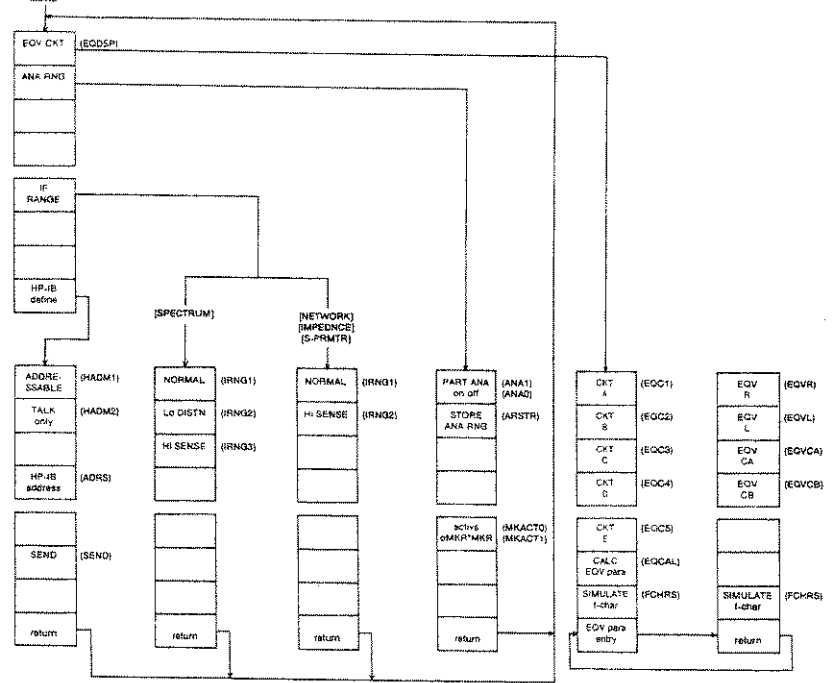 EQV CKT (EQDSP)
ANA RNG
IF
RANGE
HP-IB
define
[SPECTRUM]
[NETWORK]
[IMPEDNCE]
[S-PRMTR]
ADDRE-
SSABLE
(HADM1)
TALK
only
(HADM2)
HP-IB
address
(ADRS)
SEND (SEND)
return
NORMAL (IRNG1)
Lo DISTN (IRNG2)
HI SENSE (IRNG3)
return
NORMAL (IRNG1)
HI SENSE (IRNG2)
return
PART ANA
on off
(ANA1)
(ANA0)
STORE
ANA RNG
(ARSTR)
active
oMKR*MKR
(MKACT0)
(MKACT1)
return
CKT
A
(EQC1)
CKT
B
(EQC2)
CKT
C
(EQC3)
CKT
D
(EQC4)
CKT
E
(EQC5)
CALC
EQV para
(EQCAL)
SIMULATE
f-char
(FCHRS)
EQV para
entry
EQV
R
(EQVR)
EQV
L
(EQVL)
EQV
CA
(EQVCA)
EQV
CB
(EQVCB)
SIMULATE
f-char
(FCHRS)
return